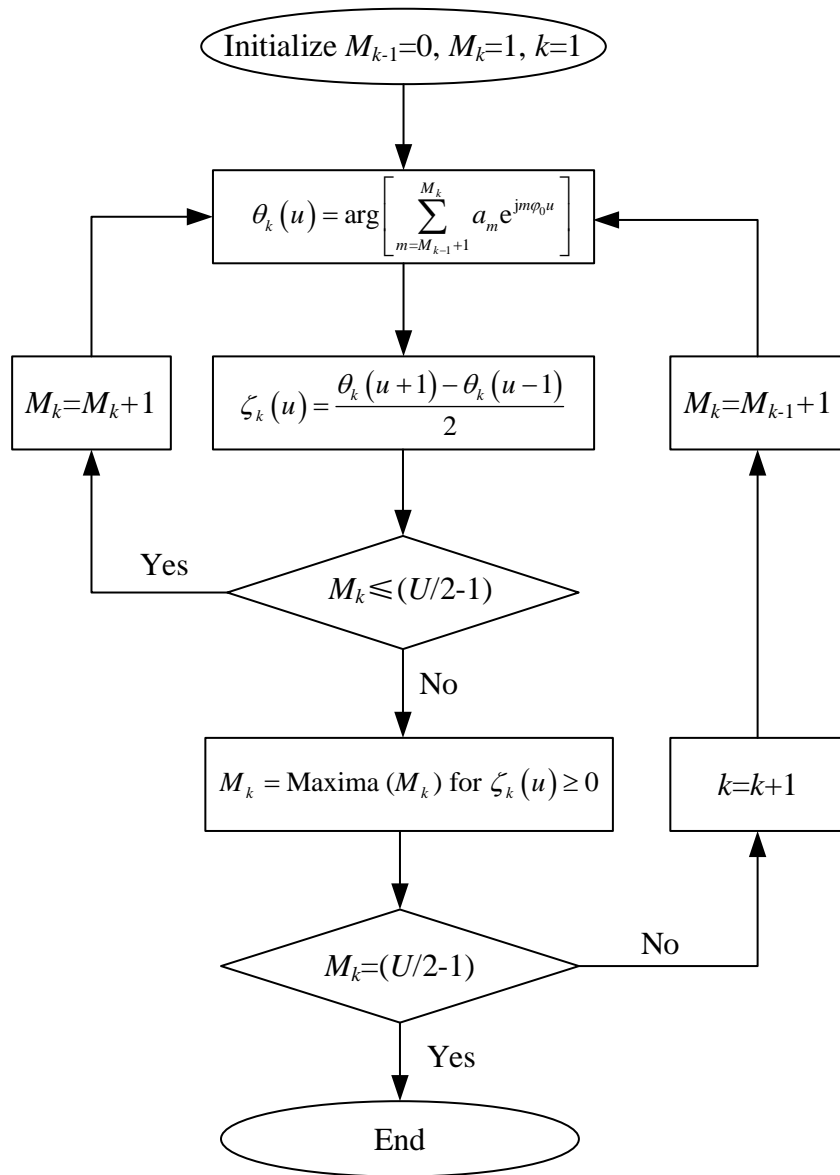 Initialize M_{k-1}=0, M_k=1, k=1
θ_k(u) = arg[∑_{m=M_{k-1}+1}^{M_k} a_m e^{jmφ_0u}]
M_k=M_k+1
ζ_k(u) = \frac{θ_k(u+1)−θ_k(u−1)}{2}
M_k=M_{k-1}+1
Yes
M_k≤(U/2-1)
No
M_k = Maxima (M_k) for ζ_k(u) ≥ 0
k=k+1
M_k=(U/2-1)
No
Yes
End